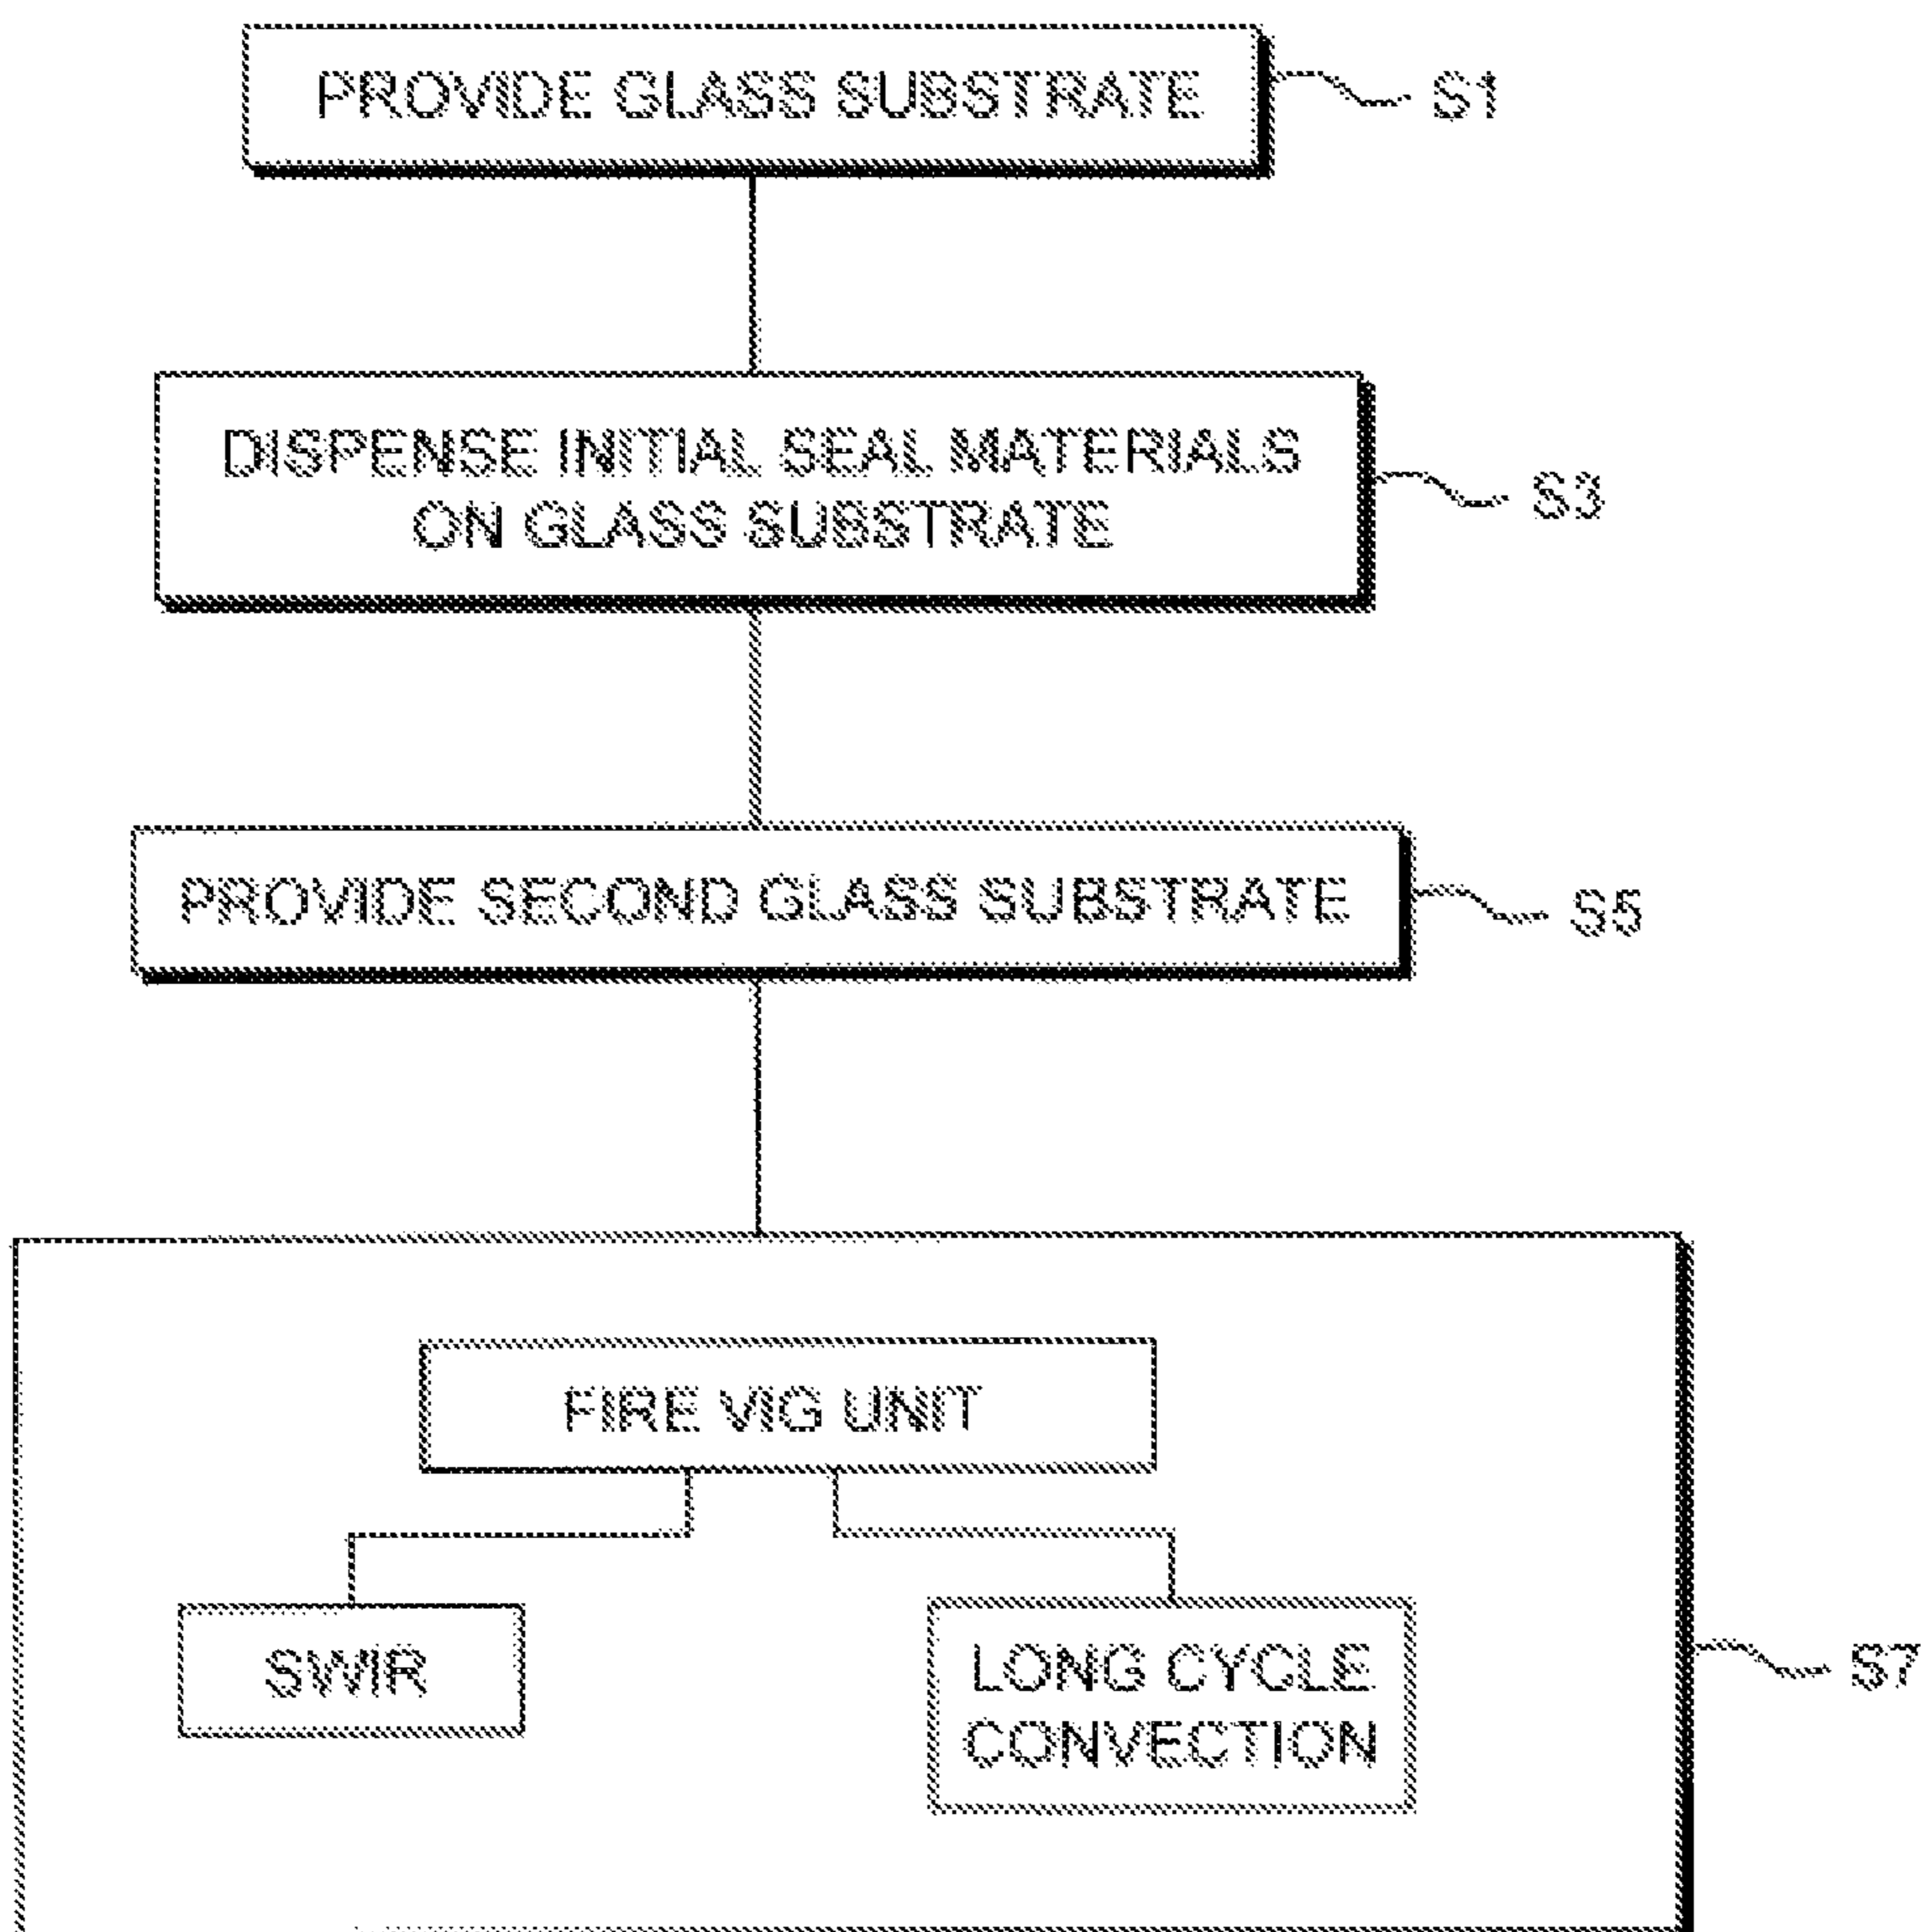 PROVIDE GLASS SUBSTRATE
S1
DISPENSE INITIAL SEAL MATERIALS
ON GLASS SUBSTRATE
S3
PROVIDE SECOND GLASS SUBSTRATE
S5
FIRE VIG UNIT
SWIR
LONG CYCLE
CONVECTION
S7